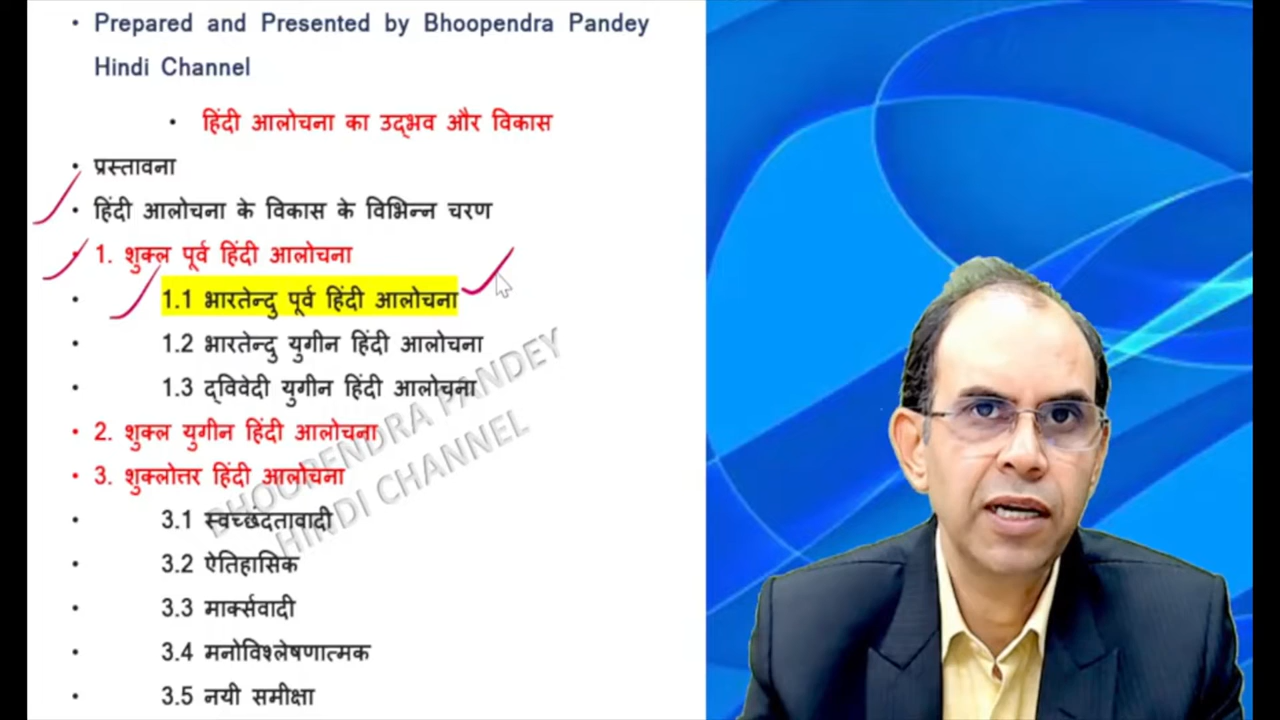 Prepared and Presented by Bhoopendra Pandey
Hindi Channel
हिंदी आलोचना का उद्भव और विकास
प्रस्तावना
हिंदी आलोचना के विकास के विभिन्न चरण
1. शुक्ल पूर्व हिंदी आलोचना
1.1 भारतेन्दु पूर्व हिंदी आलोचना
1.2 भारतेन्दु युगीन हिंदी आलोचना
1.3 द्विवेदी युगीन हिंदी आलोचना
2. शुक्ल युगीन हिंदी आलोचना
3. शुक्लोत्तर हिंदी आलोचना
3.1 स्वच्छंदतावादी
3.2 ऐतिहासिक
3.3 मार्क्सवादी
3.4 मनोविश्लेषणात्मक
3.5 नयी समीक्षा
BHOOPENDRA PANDEY
HINDI CHANNEL